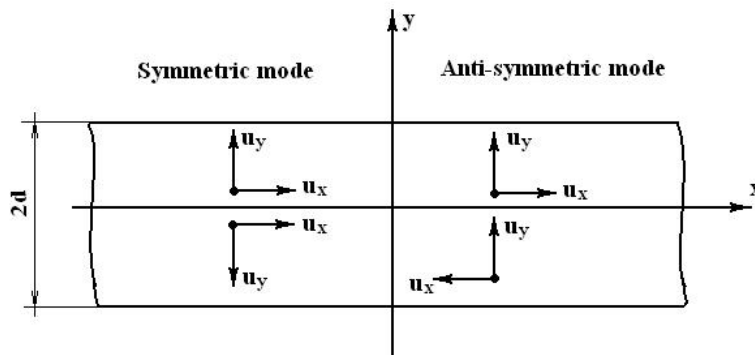 y
Symmetric mode
Anti-symmetric mode
uy
uy
ux
ux
x
2d
ux
uy
uy
ux